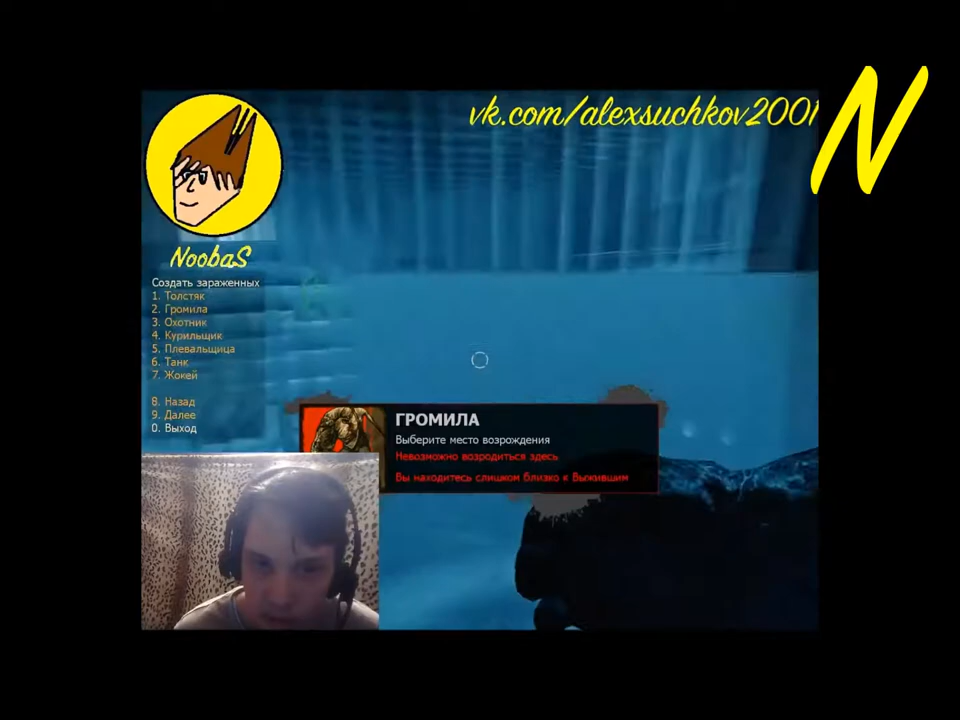 vk.com/alexsuchkov2001
N
NoobaS
Создать зараженных
1. Толстяк
2. Громила
3. Охотник
4. Курильщик
5. Плевальщица
6. Танк
7. Жокей
8. Назад
9. Далее
0. Выход
ГРОМИЛА
Выберите место возрождения
Невозможно возродиться здесь
Вы находитесь слишком близко к Выжившим